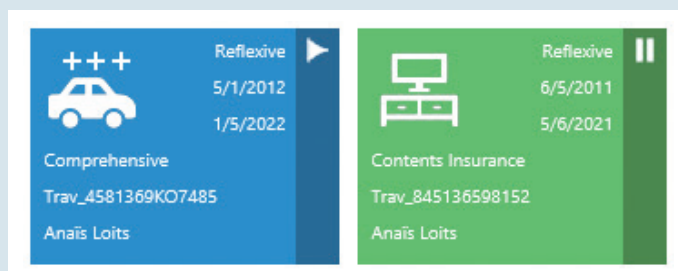 Reflexive
5/1/2012
1/5/2022
Comprehensive
Trav_4581369KO7485
Anaïs Loits
Reflexive
6/5/2011
5/6/2021
Contents Insurance
Trav_845136598152
Anaïs Loits